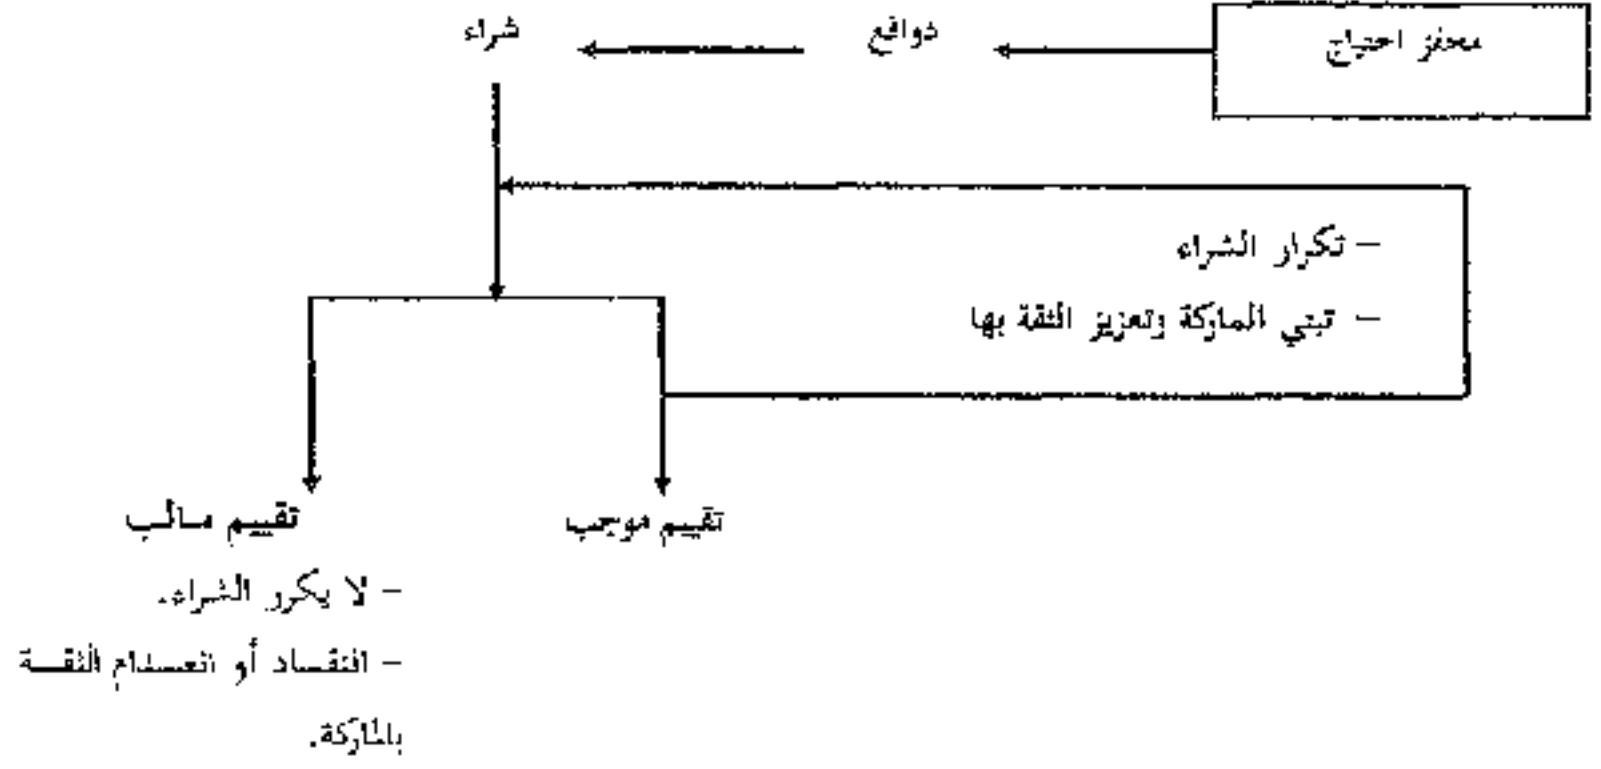 محفز احتياج
دوافع
شراء
– تكرار الشراء
– تبني الماركة وتعزيز الثقة بها
تقييم موجب
تقييم سالب
– لا يكرر الشراء.
– افتقاد أو انعدام الثقة
بالماركة.